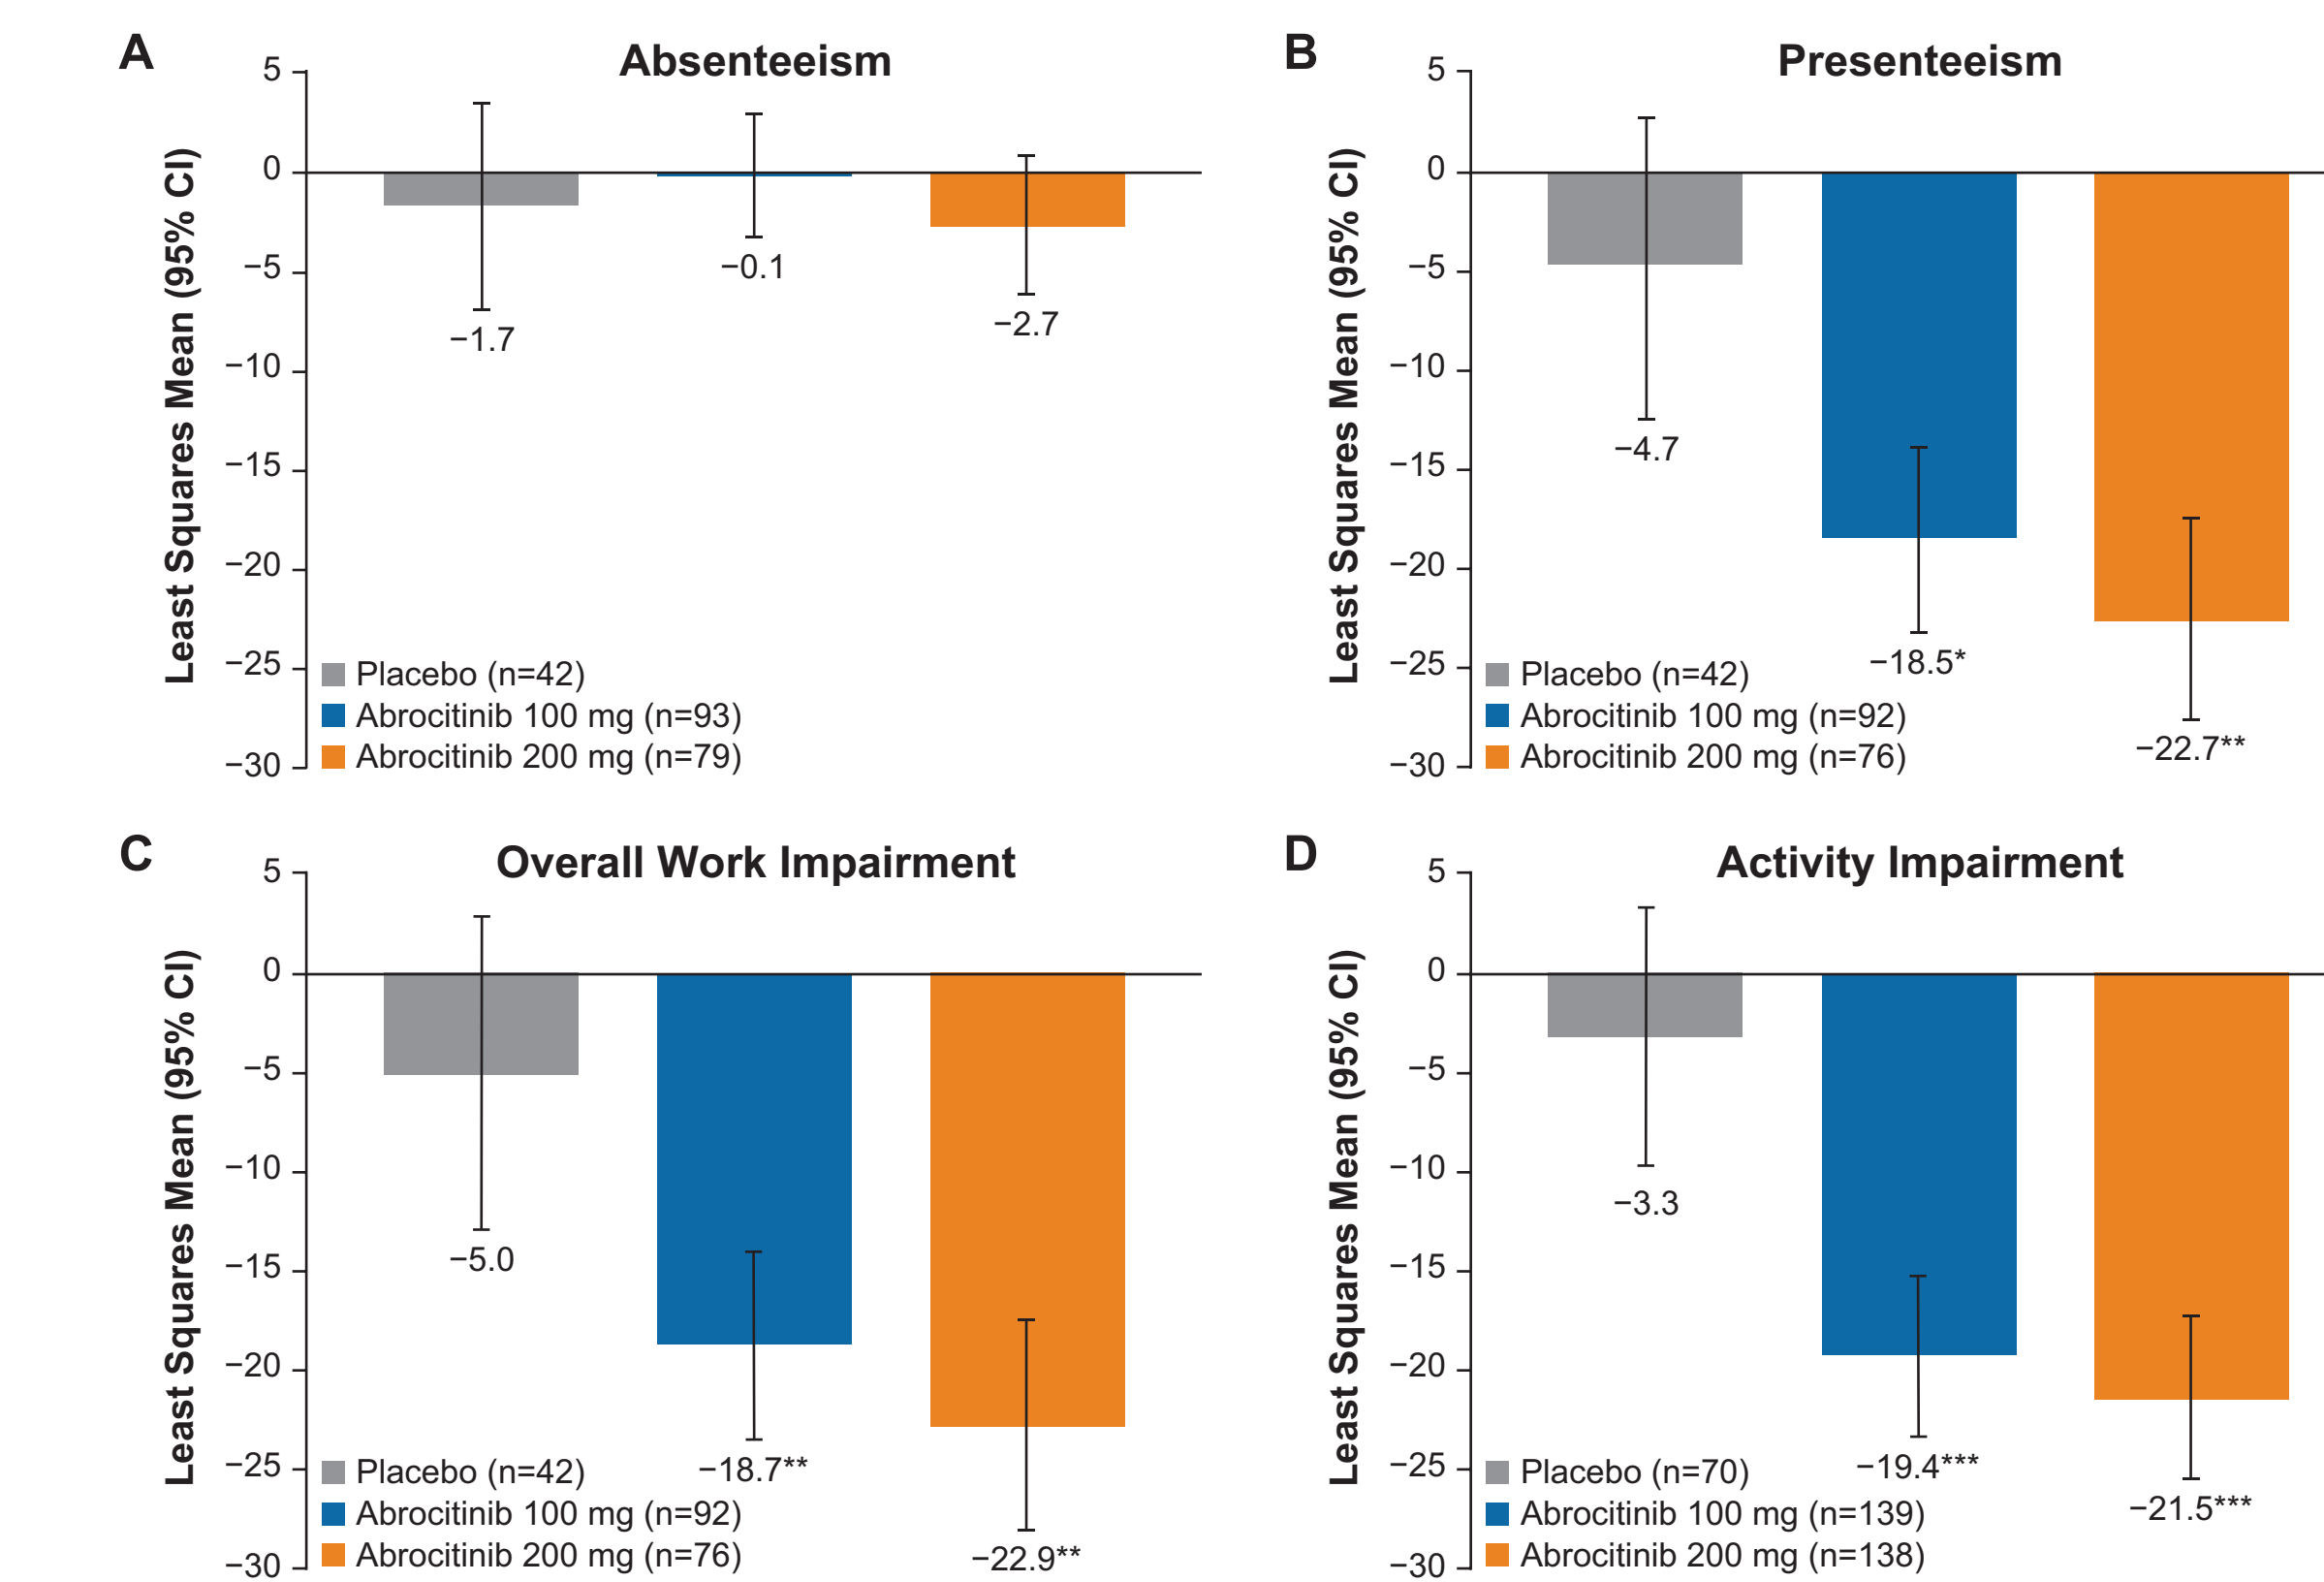 A
Absenteeism
Least Squares Mean (95% CI)
5
0
−5
−10
−15
−20
−25
−30
−1.7
−0.1
−2.7
Placebo (n=42)
Abrocitinib 100 mg (n=93)
Abrocitinib 200 mg (n=79)
B
Presenteeism
Least Squares Mean (95% CI)
5
0
−5
−10
−15
−20
−25
−30
−4.7
−18.5*
−22.7**
Placebo (n=42)
Abrocitinib 100 mg (n=92)
Abrocitinib 200 mg (n=76)
C
Overall Work Impairment
Least Squares Mean (95% CI)
5
0
−5
−10
−15
−20
−25
−30
−5.0
−18.7**
−22.9**
Placebo (n=42)
Abrocitinib 100 mg (n=92)
Abrocitinib 200 mg (n=76)
D
Activity Impairment
Least Squares Mean (95% CI)
5
0
−5
−10
−15
−20
−25
−30
−3.3
−19.4***
−21.5***
Placebo (n=70)
Abrocitinib 100 mg (n=139)
Abrocitinib 200 mg (n=138)